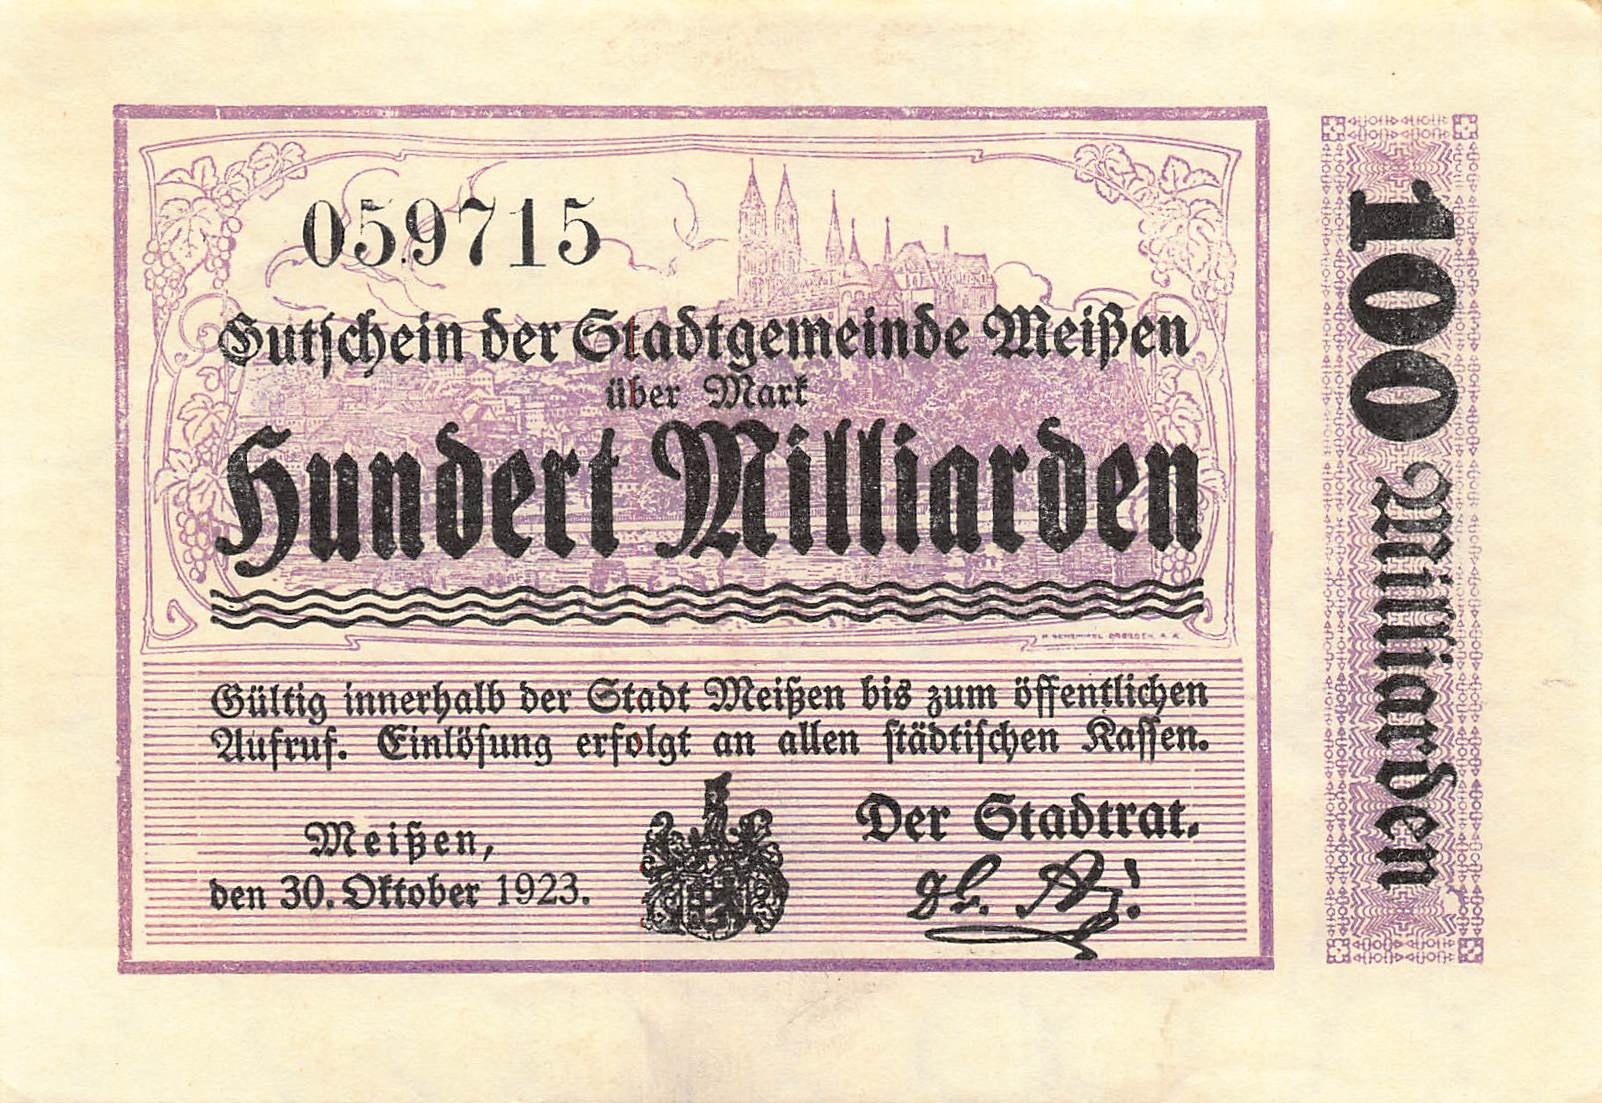 059715
Gutschein der Stadtgemeinde Meißen
über Mark
Hundert Milliarden
Gültig innerhalb der Stadt Meißen bis zum öffentlichen
Aufruf. Einlösung erfolgt an allen städtischen Kassen.
Meißen,
den 30. Oktober 1923.
Der Stadtrat.
100 Milliarden